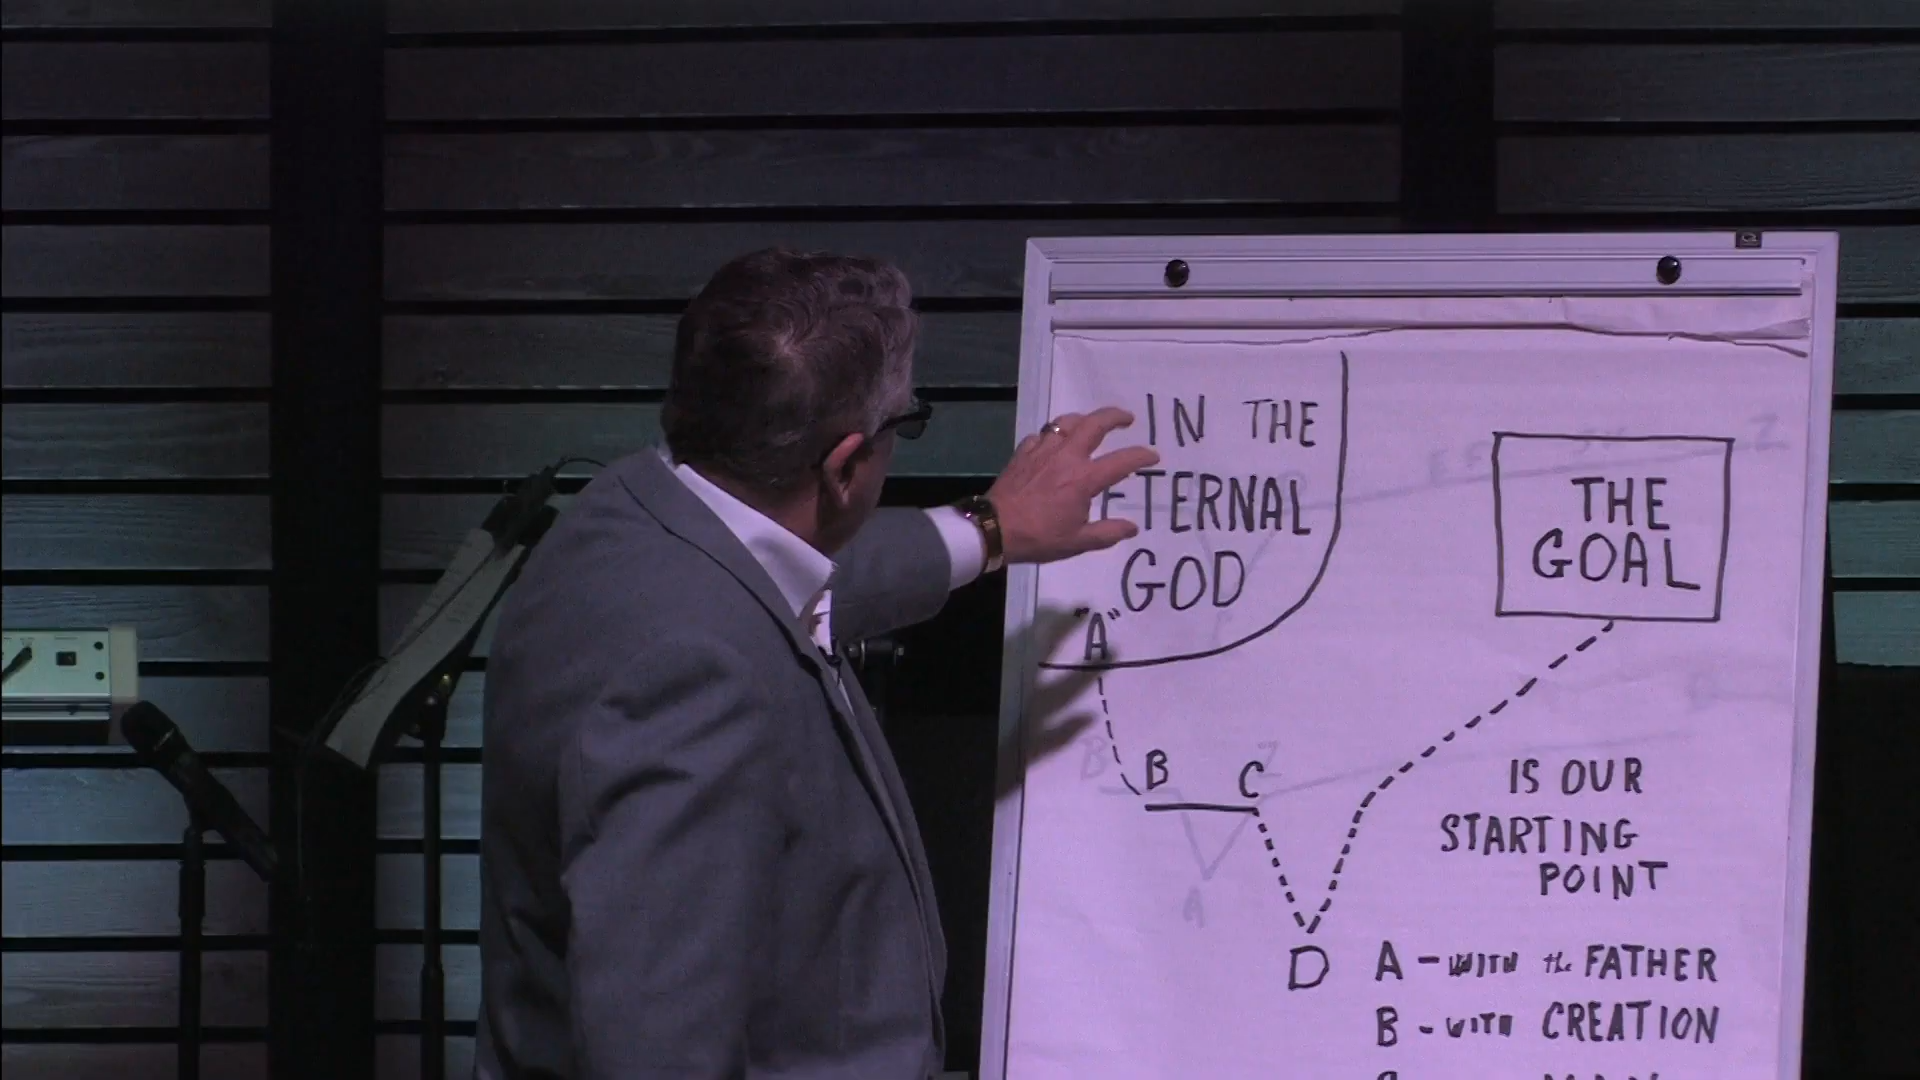 IN THE
ETERNAL
GOD
"A"
THE
GOAL
B C
IS OUR
STARTING
POINT
D
A - WITH the FATHER
B - WITH CREATION